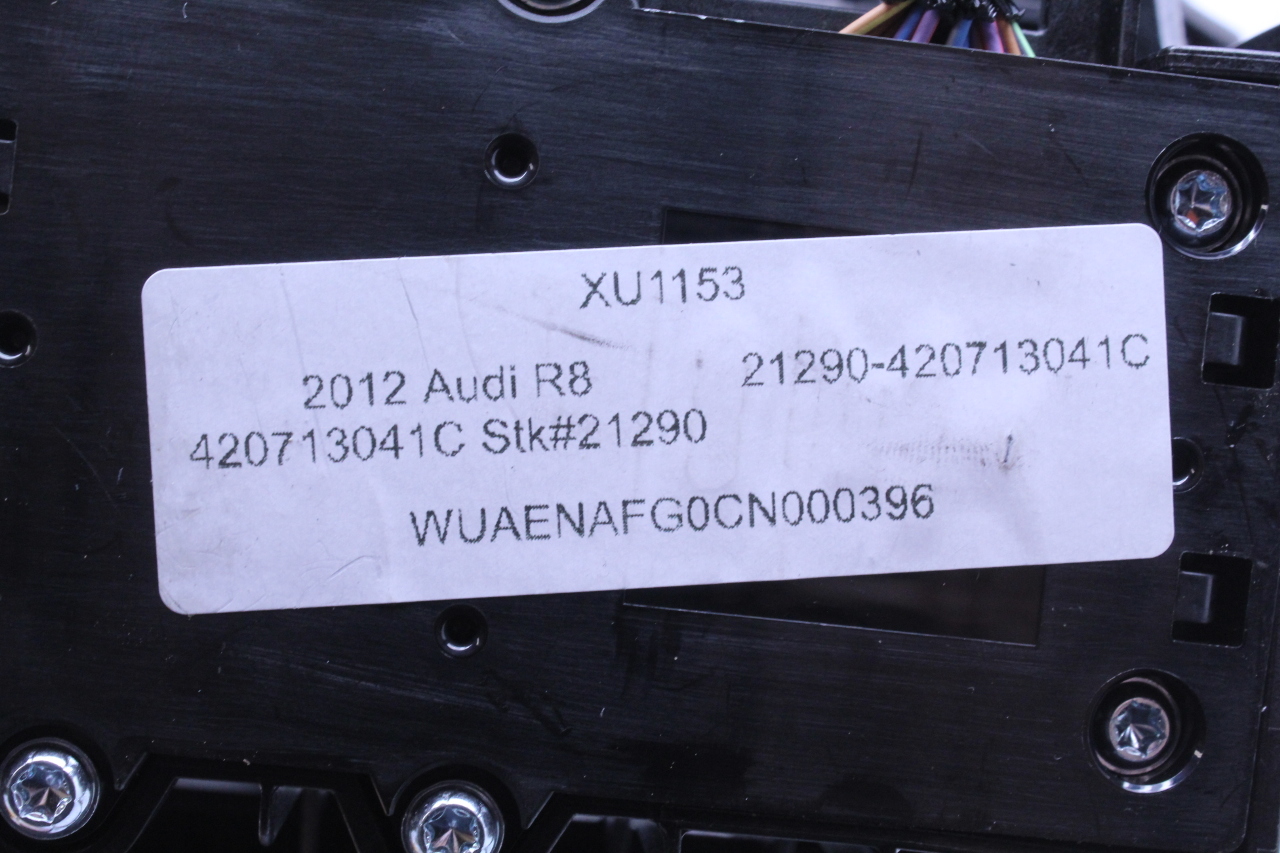 XU1153
2012 Audi R8 21290-420713041C
420713041C Stk#21290
WUAENAFG0CN000396